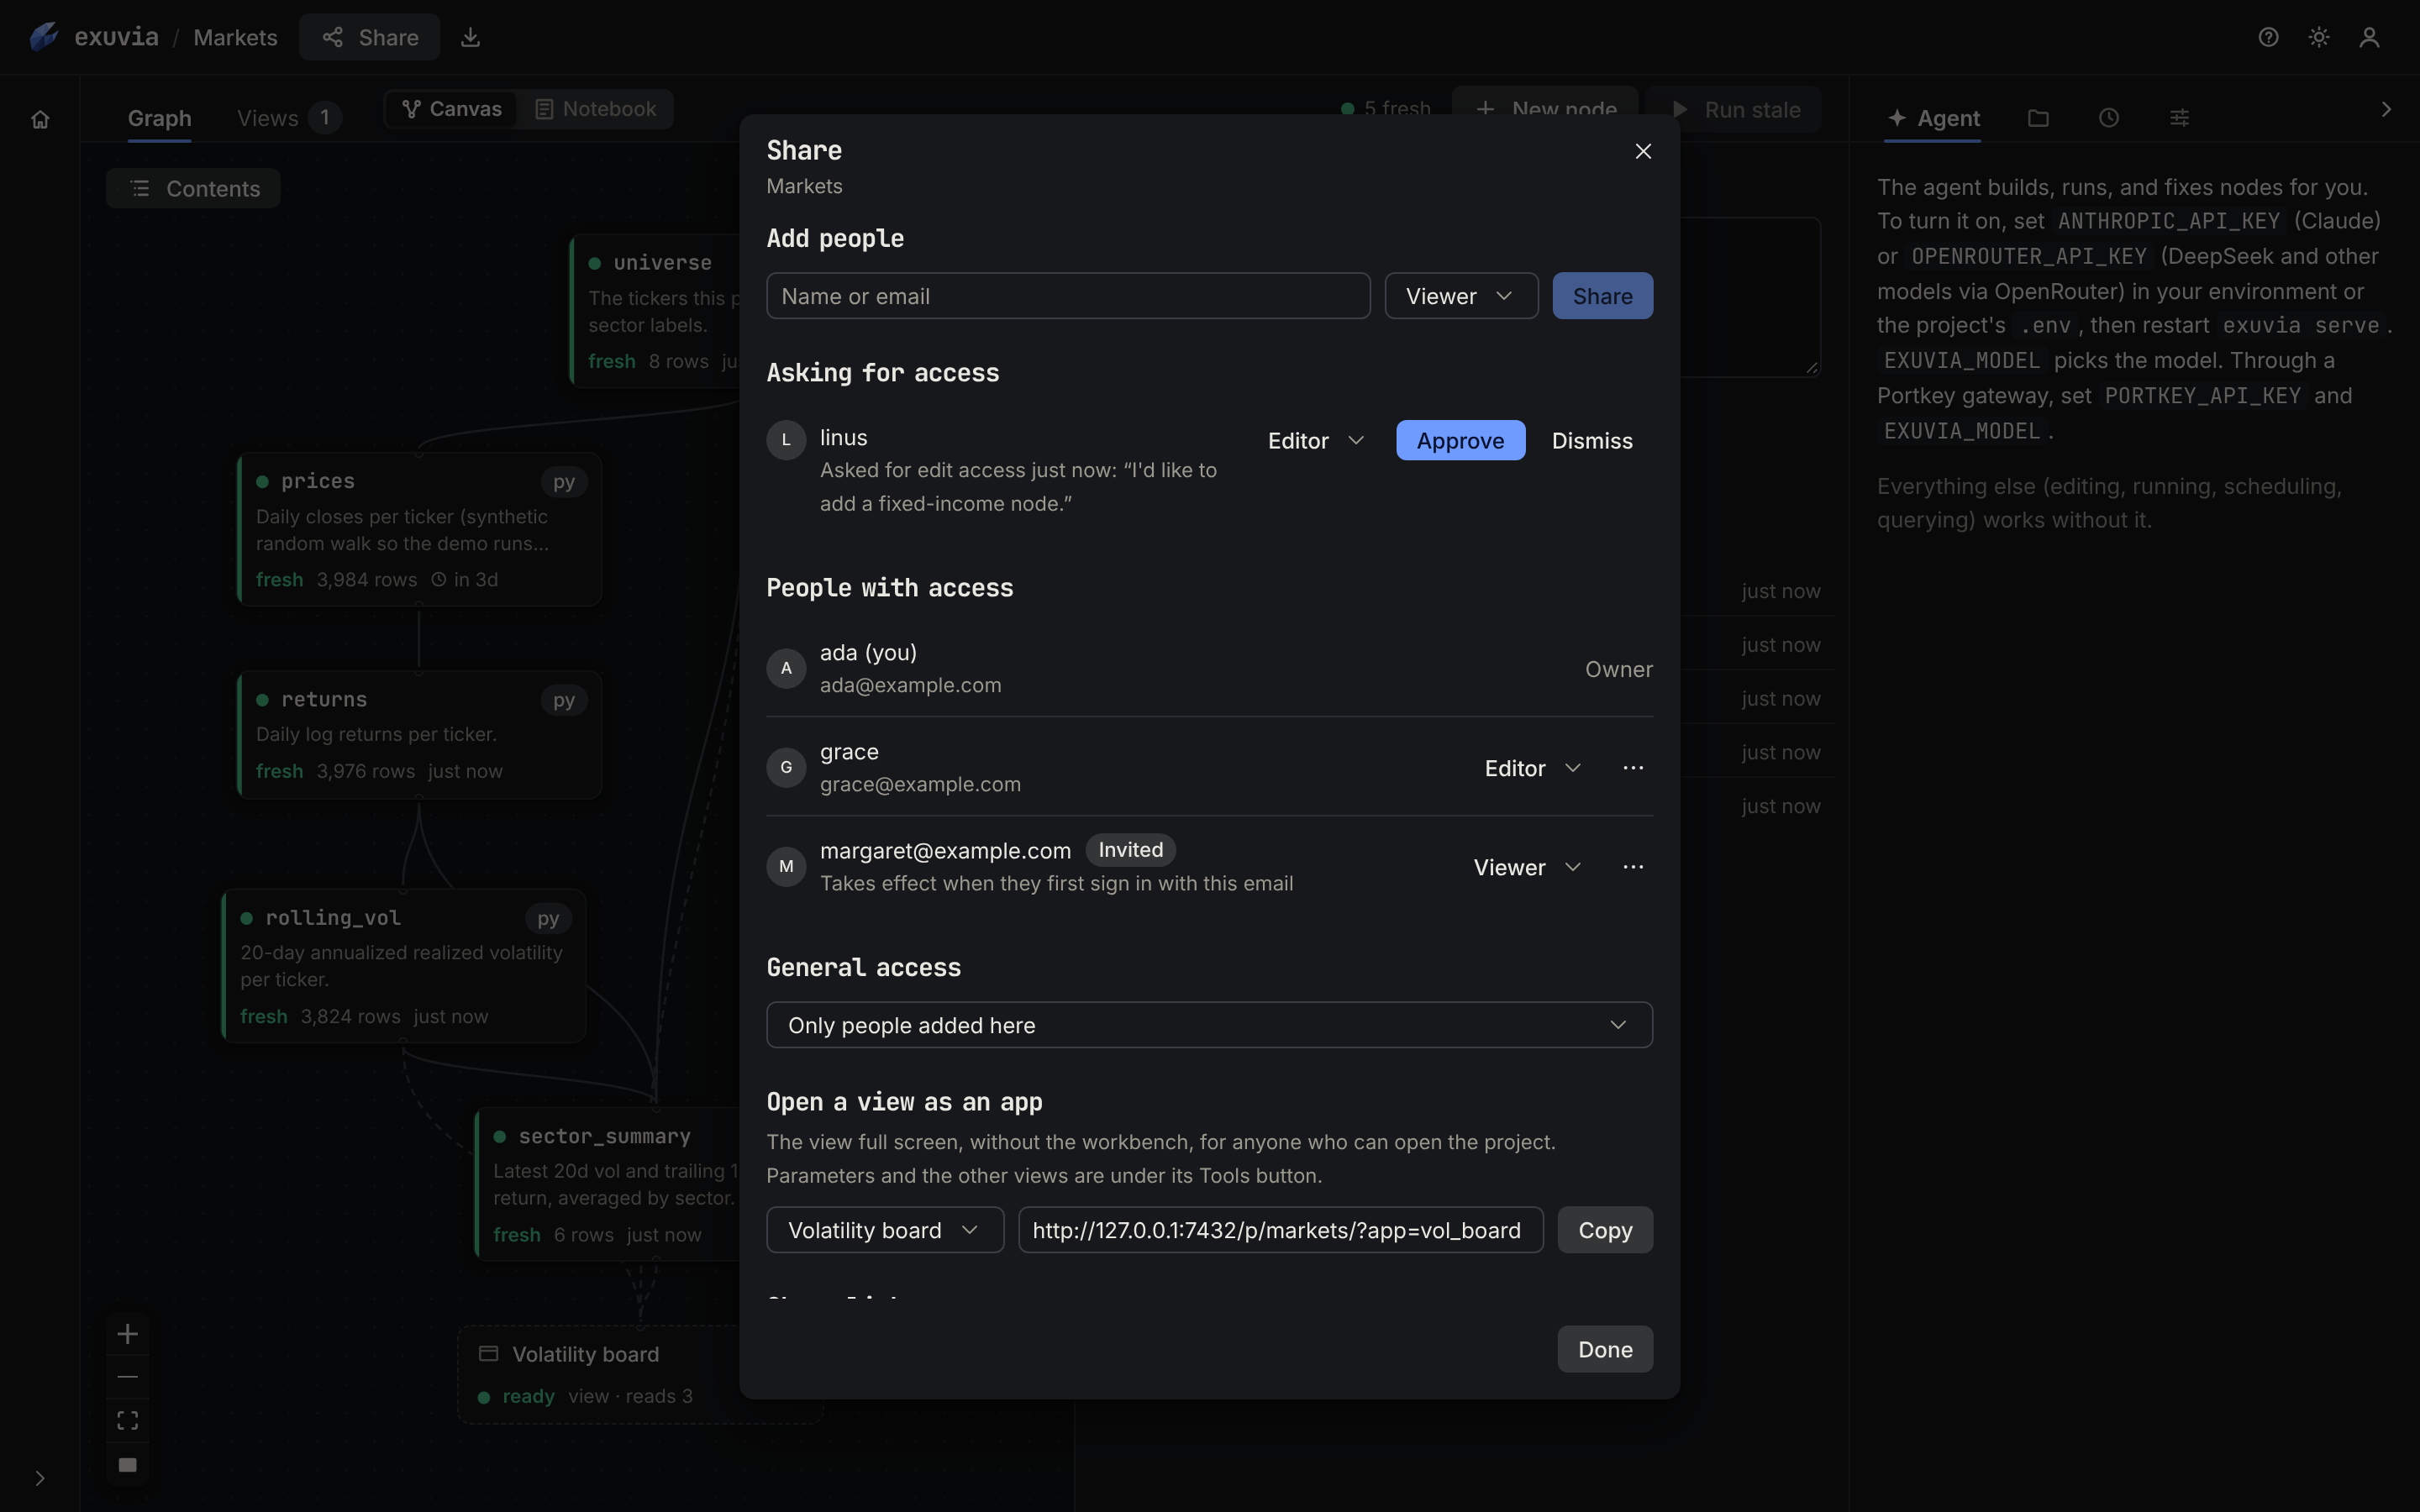 exuvia / Markets Share
Graph Views 1 Canvas Notebook
5 fresh New node Run stale
Agent
Contents
universe
The tickers this p
sector labels.
fresh 8 rows ju
prices py
Daily closes per ticker (synthetic
random walk so the demo runs...
fresh 3,984 rows in 3d
returns py
Daily log returns per ticker.
fresh 3,976 rows just now
rolling_vol py
20-day annualized realized volatility
per ticker.
fresh 3,824 rows just now
sector_summary
Latest 20d vol and trailing 1
return, averaged by sector.
fresh 6 rows just now
Volatility board
ready view · reads 3
Share
Markets
Add people
Name or email Viewer Share
Asking for access
L linus Editor Approve Dismiss
Asked for edit access just now: “I'd like to
add a fixed-income node.”
People with access
A ada (you) Owner
ada@example.com
G grace Editor ...
grace@example.com
M margaret@example.com Invited Viewer ...
Takes effect when they first sign in with this email
General access
Only people added here
Open a view as an app
The view full screen, without the workbench, for anyone who can open the project.
Parameters and the other views are under its Tools button.
Volatility board http://127.0.0.1:7432/p/markets/?app=vol_board Copy
Done
just now
just now
just now
just now
just now
The agent builds, runs, and fixes nodes for you.
To turn it on, set ANTHROPIC_API_KEY (Claude)
or OPENROUTER_API_KEY (DeepSeek and other
models via OpenRouter) in your environment or
the project's .env, then restart exuvia serve.
EXUVIA_MODEL picks the model. Through a
Portkey gateway, set PORTKEY_API_KEY and
EXUVIA_MODEL.
Everything else (editing, running, scheduling,
querying) works without it.